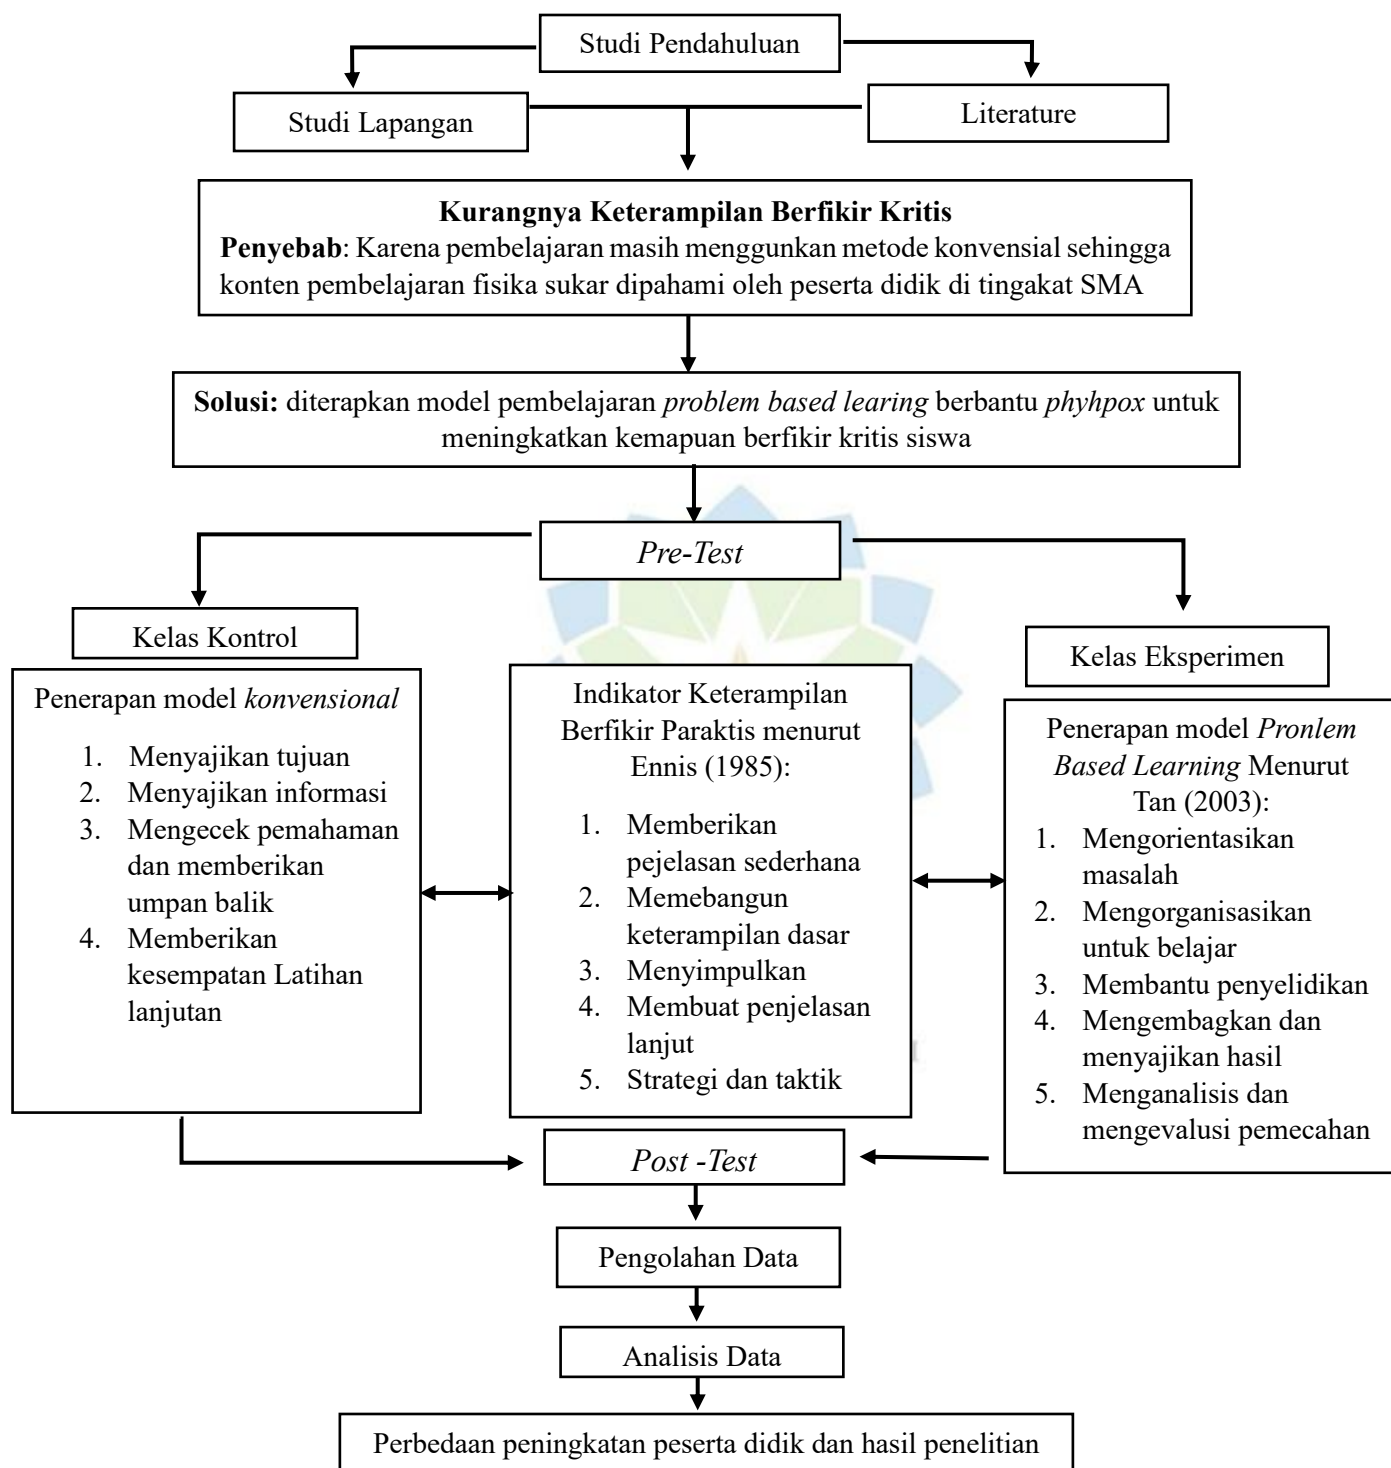 Studi Pendahuluan
Studi Lapangan
Literature
Kurangnya Keterampilan Berfikir Kritis
Penyebab: Karena pembelajaran masih menggunkan metode konvensial sehingga
konten pembelajaran fisika sukar dipahami oleh peserta didik di tingakat SMA
Solusi: diterapkan model pembelajaran problem based learing berbantu phyhpox untuk
meningkatkan kemapuan berfikir kritis siswa
Pre-Test
Kelas Kontrol
Penerapan model konvensional
1. Menyajikan tujuan
2. Menyajikan informasi
3. Mengecek pemahaman
dan memberikan
umpan balik
4. Memberikan
kesempatan Latihan
lanjutan
Indikator Keterampilan
Berfikir Paraktis menurut
Ennis (1985):
1. Memberikan
pejelasan sederhana
2. Memebangun
keterampilan dasar
3. Menyimpulkan
4. Membuat penjelasan
lanjut
5. Strategi dan taktik
Kelas Eksperimen
Penerapan model Pronlem
Based Learning Menurut
Tan (2003):
1. Mengorientasikan
masalah
2. Mengorganisasikan
untuk belajar
3. Membantu penyelidikan
4. Mengembagkan dan
menyajikan hasil
5. Menganalisis dan
mengevalusi pemecahan
Post -Test
Pengolahan Data
Analisis Data
Perbedaan peningkatan peserta didik dan hasil penelitian